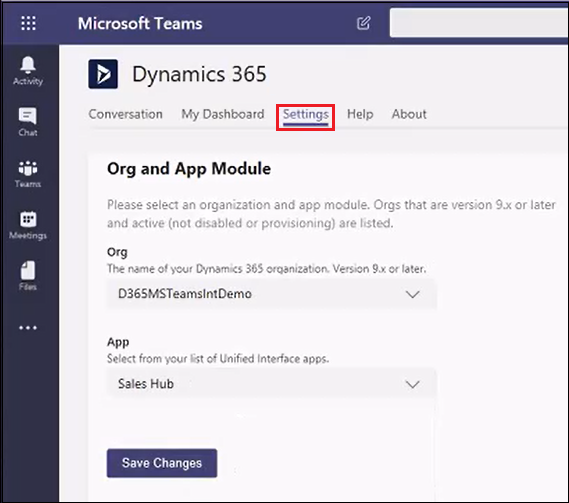 Microsoft Teams
Activity
Chat
Teams
Meetings
Files
Dynamics 365
Conversation My Dashboard Settings Help About
Org and App Module
Please select an organization and app module. Orgs that are version 9.x or later
and active (not disabled or provisioning) are listed.
Org
The name of your Dynamics 365 organization. Version 9.x or later.
D365MSTeamsIntDemo
App
Select from your list of Unified Interface apps.
Sales Hub
Save Changes